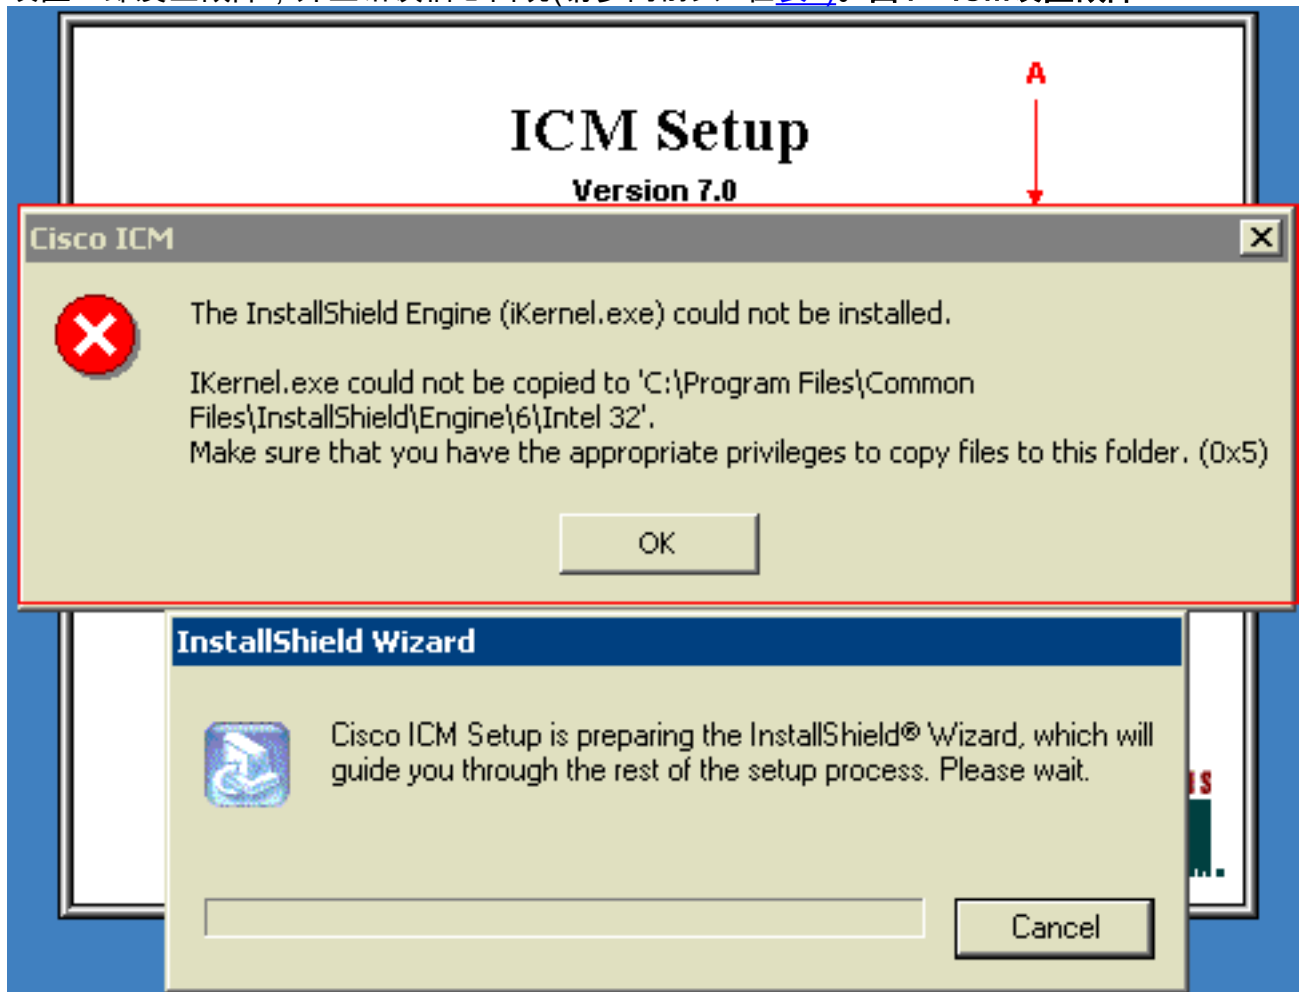 A
ICM Setup
Version 7.0
Cisco ICM
The InstallShield Engine (iKernel.exe) could not be installed.
IKernel.exe could not be copied to 'C:\Program Files\Common
Files\InstallShield\Engine\6\Intel 32'.
Make sure that you have the appropriate privileges to copy files to this folder. (0x5)
OK
InstallShield Wizard
Cisco ICM Setup is preparing the InstallShield® Wizard, which will
guide you through the rest of the setup process. Please wait.
Cancel